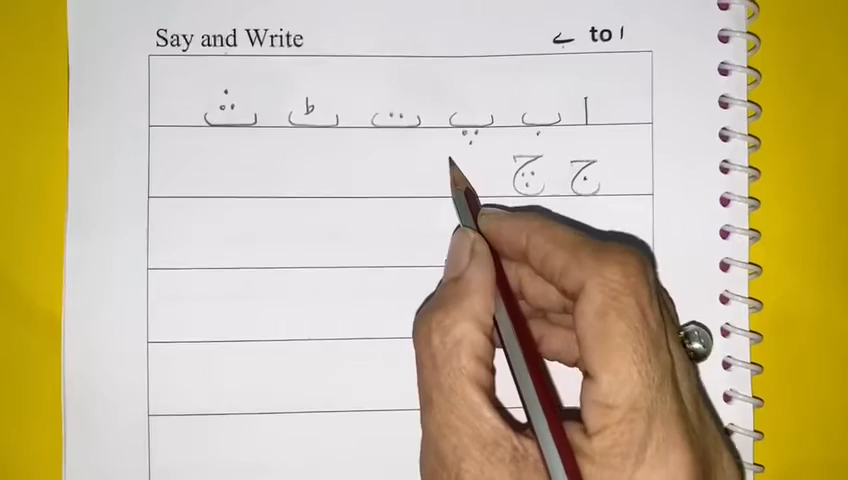 Say and Write
ا to ے
ا ب پ ت ٹ ث
ج چ